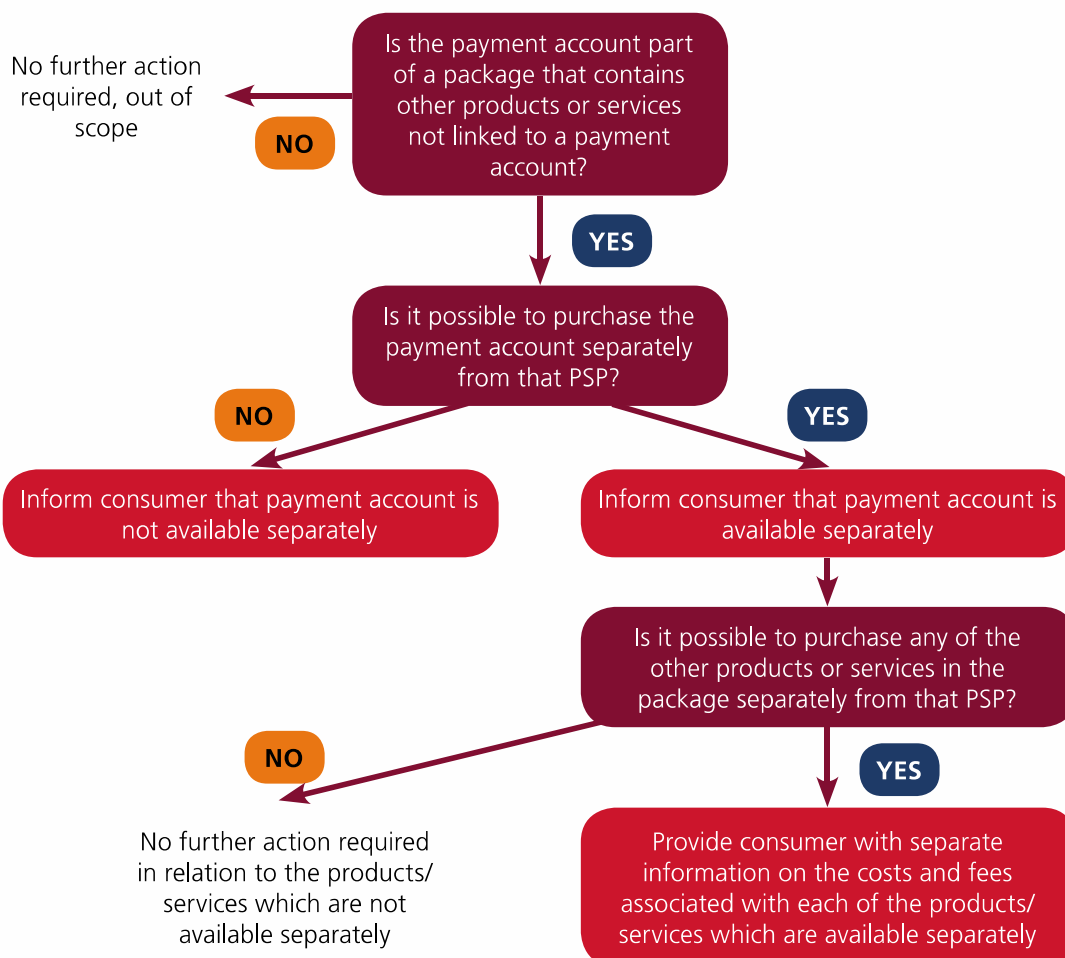 Is the payment account part
of a package that contains
other products or services
not linked to a payment
account?
No further action
required, out of
scope
NO
YES
Is it possible to purchase the
payment account separately
from that PSP?
NO
YES
Inform consumer that payment account is
not available separately
Inform consumer that payment account is
available separately
Is it possible to purchase any of the
other products or services in the
package separately from that PSP?
NO
YES
No further action required
in relation to the products/
services which are not
available separately
Provide consumer with separate
information on the costs and fees
associated with each of the products/
services which are available separately